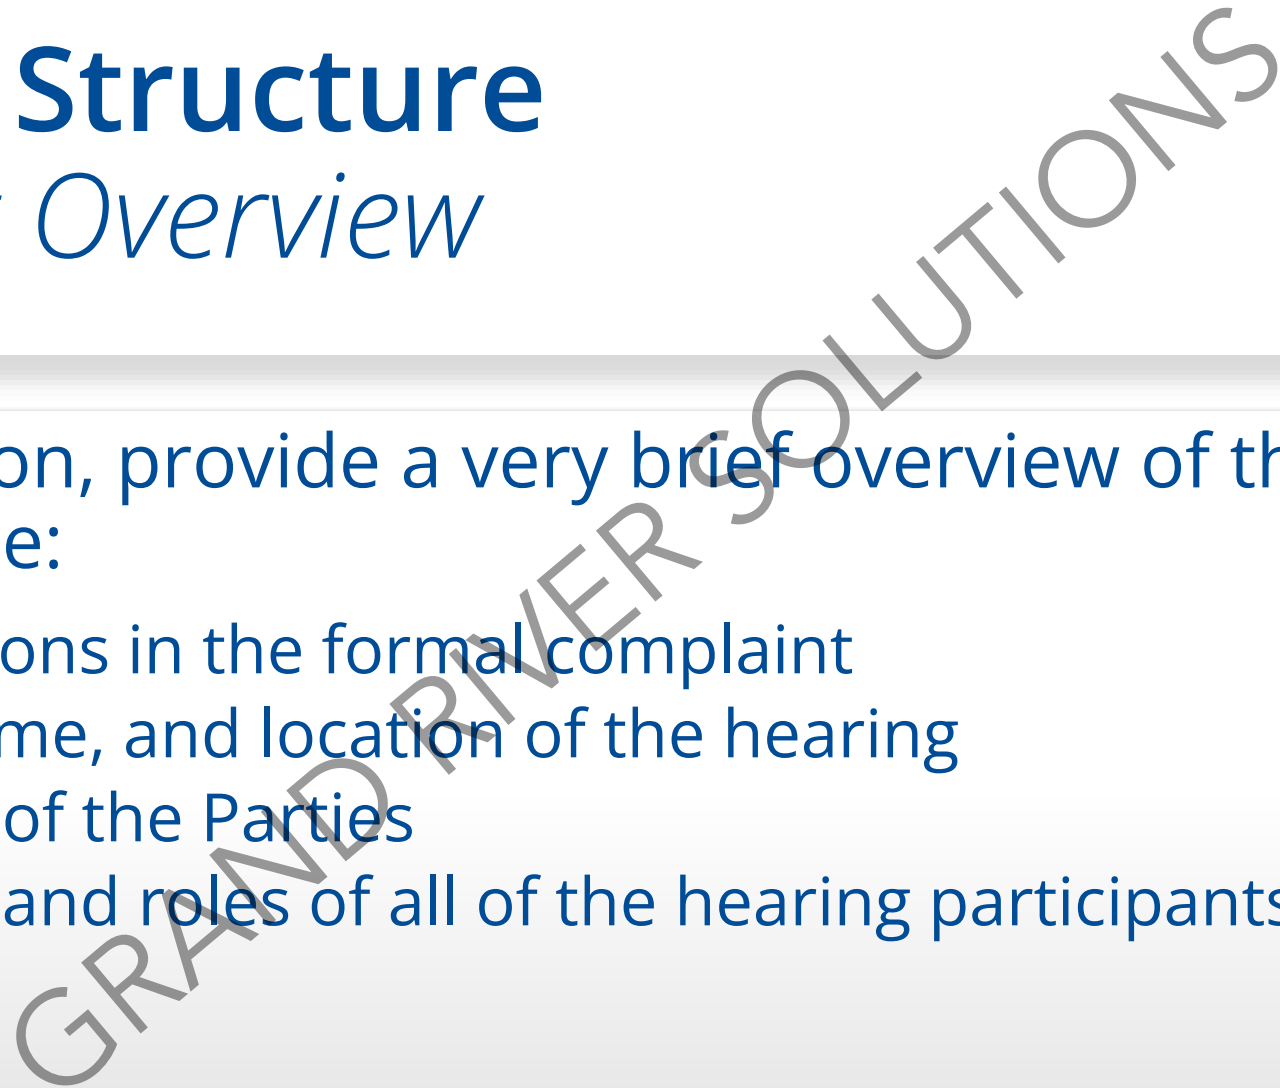 Structure
Overview
on, provide a very brief overview of th
e:
ons in the formal complaint
me, and location of the hearing
of the Parties
and roles of all of the hearing participants
GRAND RIVER SOLUTIONS